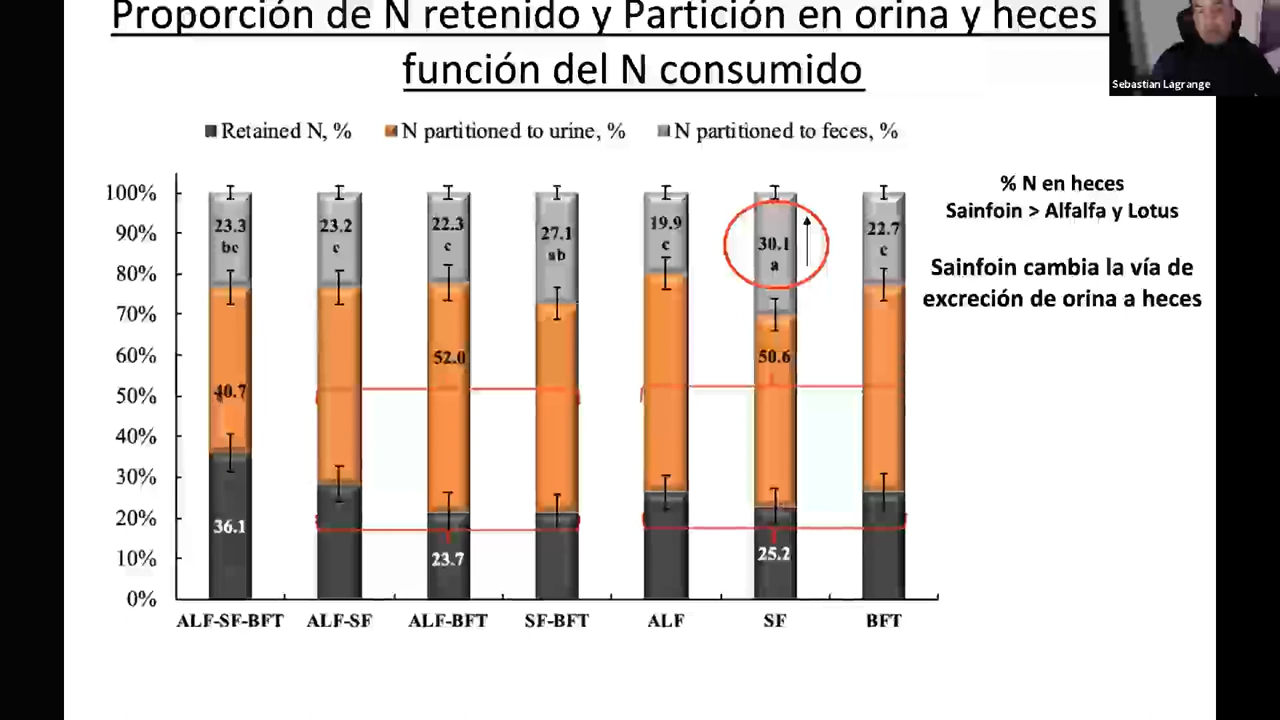 Proporción de N retenido y Partición en orina y heces
función del N consumido
Sebastian Lagrange
Retained N, % N partitioned to urine, % N partitioned to feces, %
100%
90%
80%
70%
60%
50%
40%
30%
20%
10%
0%
23.3
bc
40.7
36.1
23.2
c
22.3
c
52.0
23.7
27.1
ab
19.9
c
30.1
a
50.6
25.2
22.7
c
ALF-SF-BFT ALF-SF ALF-BFT SF-BFT ALF SF BFT
% N en heces
Sainfoin > Alfalfa y Lotus
Sainfoin cambia la vía de
excreción de orina a heces